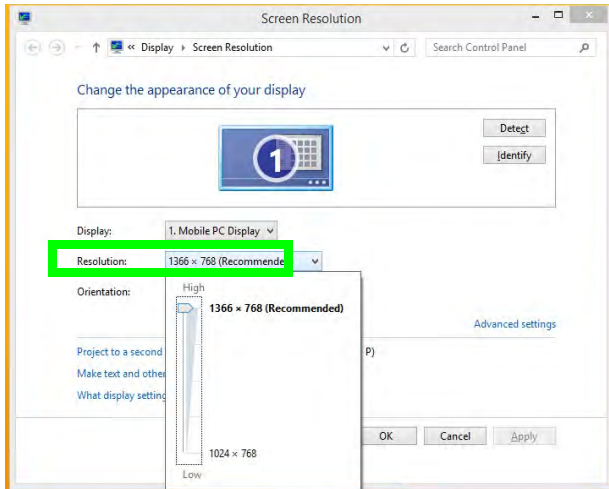 Screen Resolution
« Display Screen Resolution
Search Control Panel
Change the appearance of your display
1
Detect
Identify
Display: 1. Mobile PC Display
Resolution: 1366 × 768 (Recommende
Orientation:
High
1366 × 768 (Recommended)
Advanced settings
Project to a second P)
Make text and other
What display setting
OK Cancel Apply
1024 × 768
Low